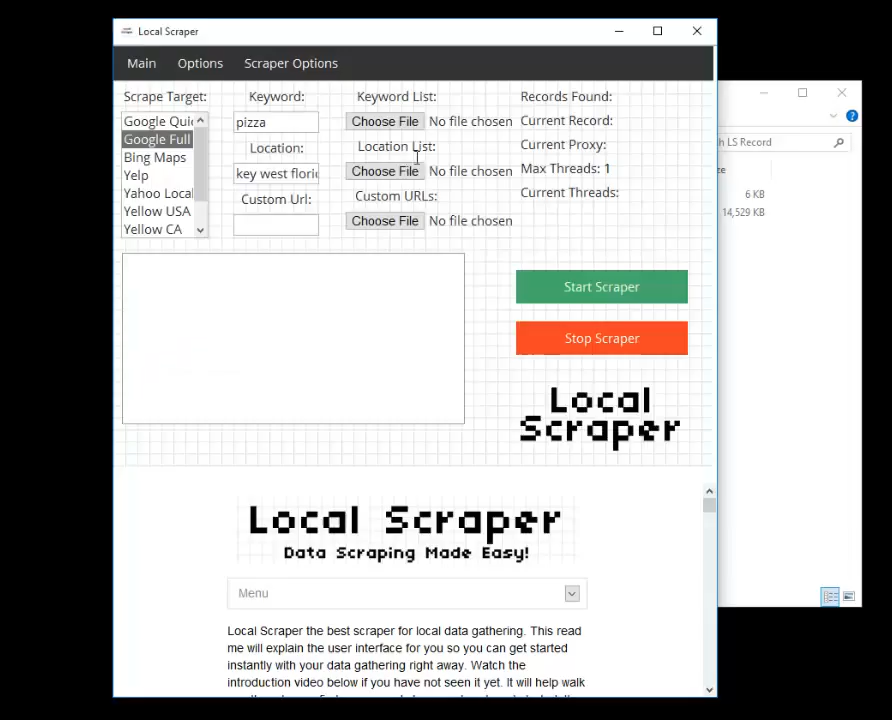 Local Scraper
Main Options Scraper Options
Scrape Target: Keyword: Keyword List: Records Found:
Google Quic pizza Choose File No file chosen Current Record:
Google Full Location: Location List: Current Proxy:
Bing Maps
Yelp key west flori Choose File No file chosen Max Threads: 1
Yahoo Local Custom Url: Custom URLs: Current Threads:
Yellow USA
Yellow CA Choose File No file chosen
h LS Record
ze
6 KB
14,529 KB
Start Scraper
Stop Scraper
Local
Scraper
Local Scraper
Data Scraping Made Easy!
Menu
Local Scraper the best scraper for local data gathering. This read
me will explain the user interface for you so you can get started
instantly with your data gathering right away. Watch the
introduction video below if you have not seen it yet. It will help walk